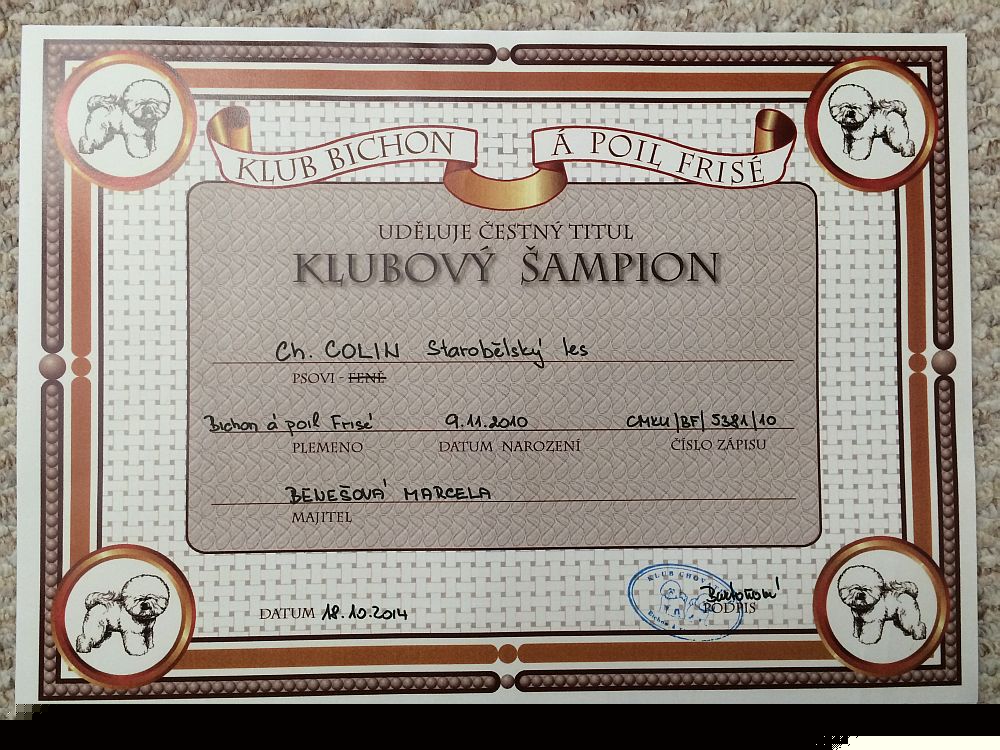 KLUB BICHON Á POIL FRISÉ
UDĚLUJE ČESTNÝ TITUL
KLUBOVÝ ŠAMPION
Ch. COLIN Starobělský les
PSOVI - FENĚ
Bichon á poil Frisé 9.11.2010 CMKU/BF/5381/10
PLEMENO DATUM NAROZENÍ ČÍSLO ZÁPISU
BENEŠOVÁ MARCELA
MAJITEL
DATUM 18.10.2014
PODPIS